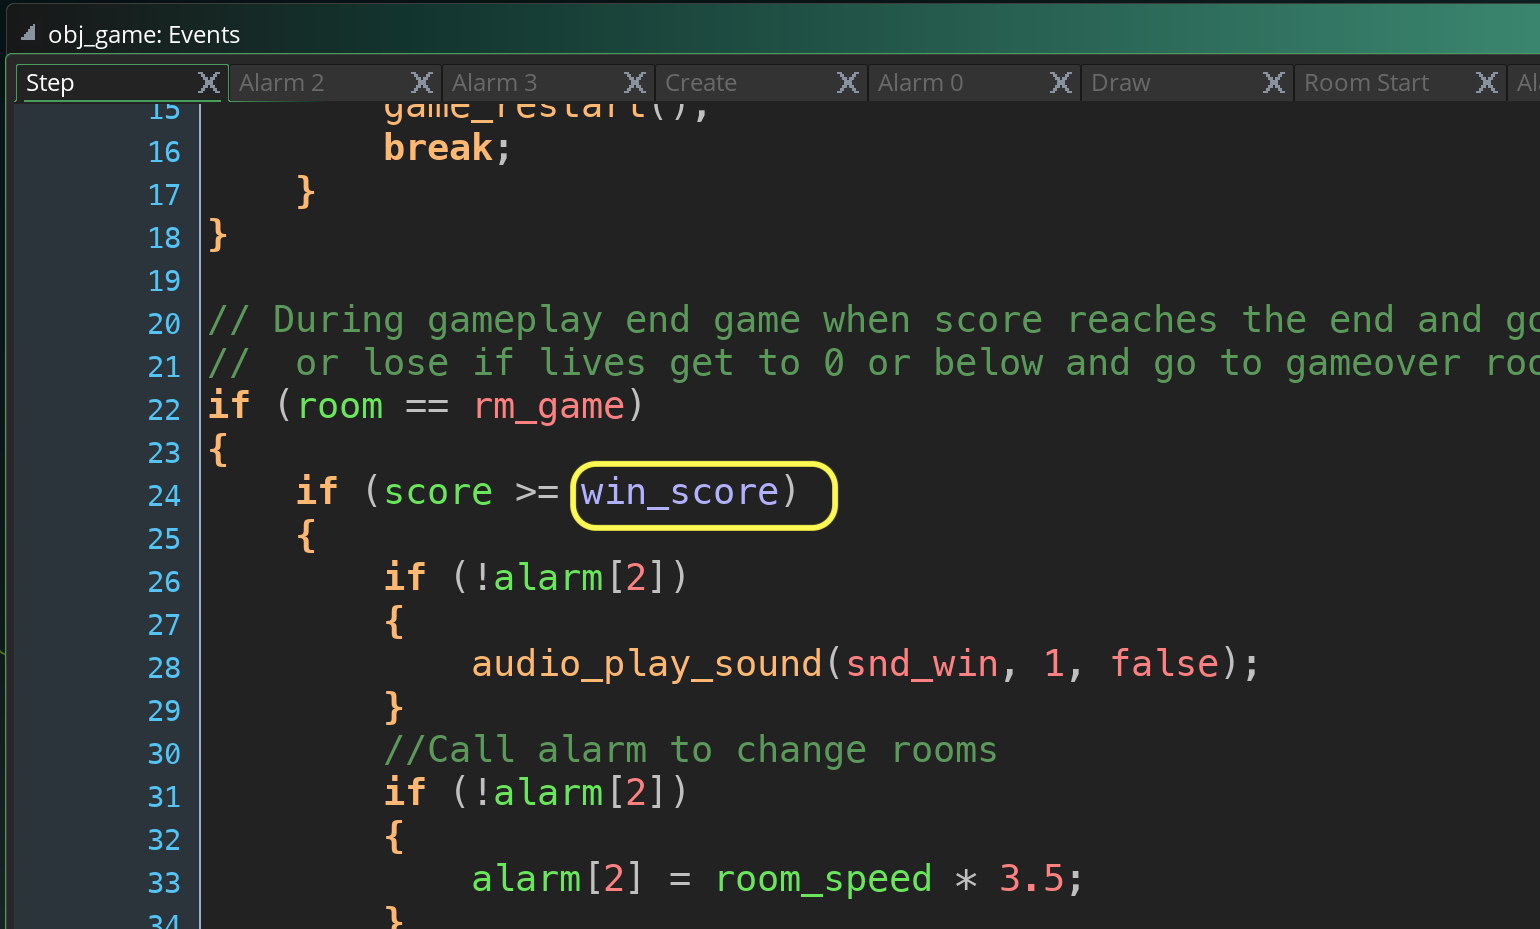 obj_game: Events
Step Alarm 2 Alarm 3 Create Alarm 0 Draw Room Start
15 game_restart();
16 break;
17 }
18 }
19
20 // During gameplay end game when score reaches the end and go
21 // or lose if lives get to 0 or below and go to gameover roo
22 if (room == rm_game)
23 {
24 if (score >= win_score)
25 {
26 if (!alarm[2])
27 {
28 audio_play_sound(snd_win, 1, false);
29 }
30 //Call alarm to change rooms
31 if (!alarm[2])
32 {
33 alarm[2] = room_speed * 3.5;
34 }